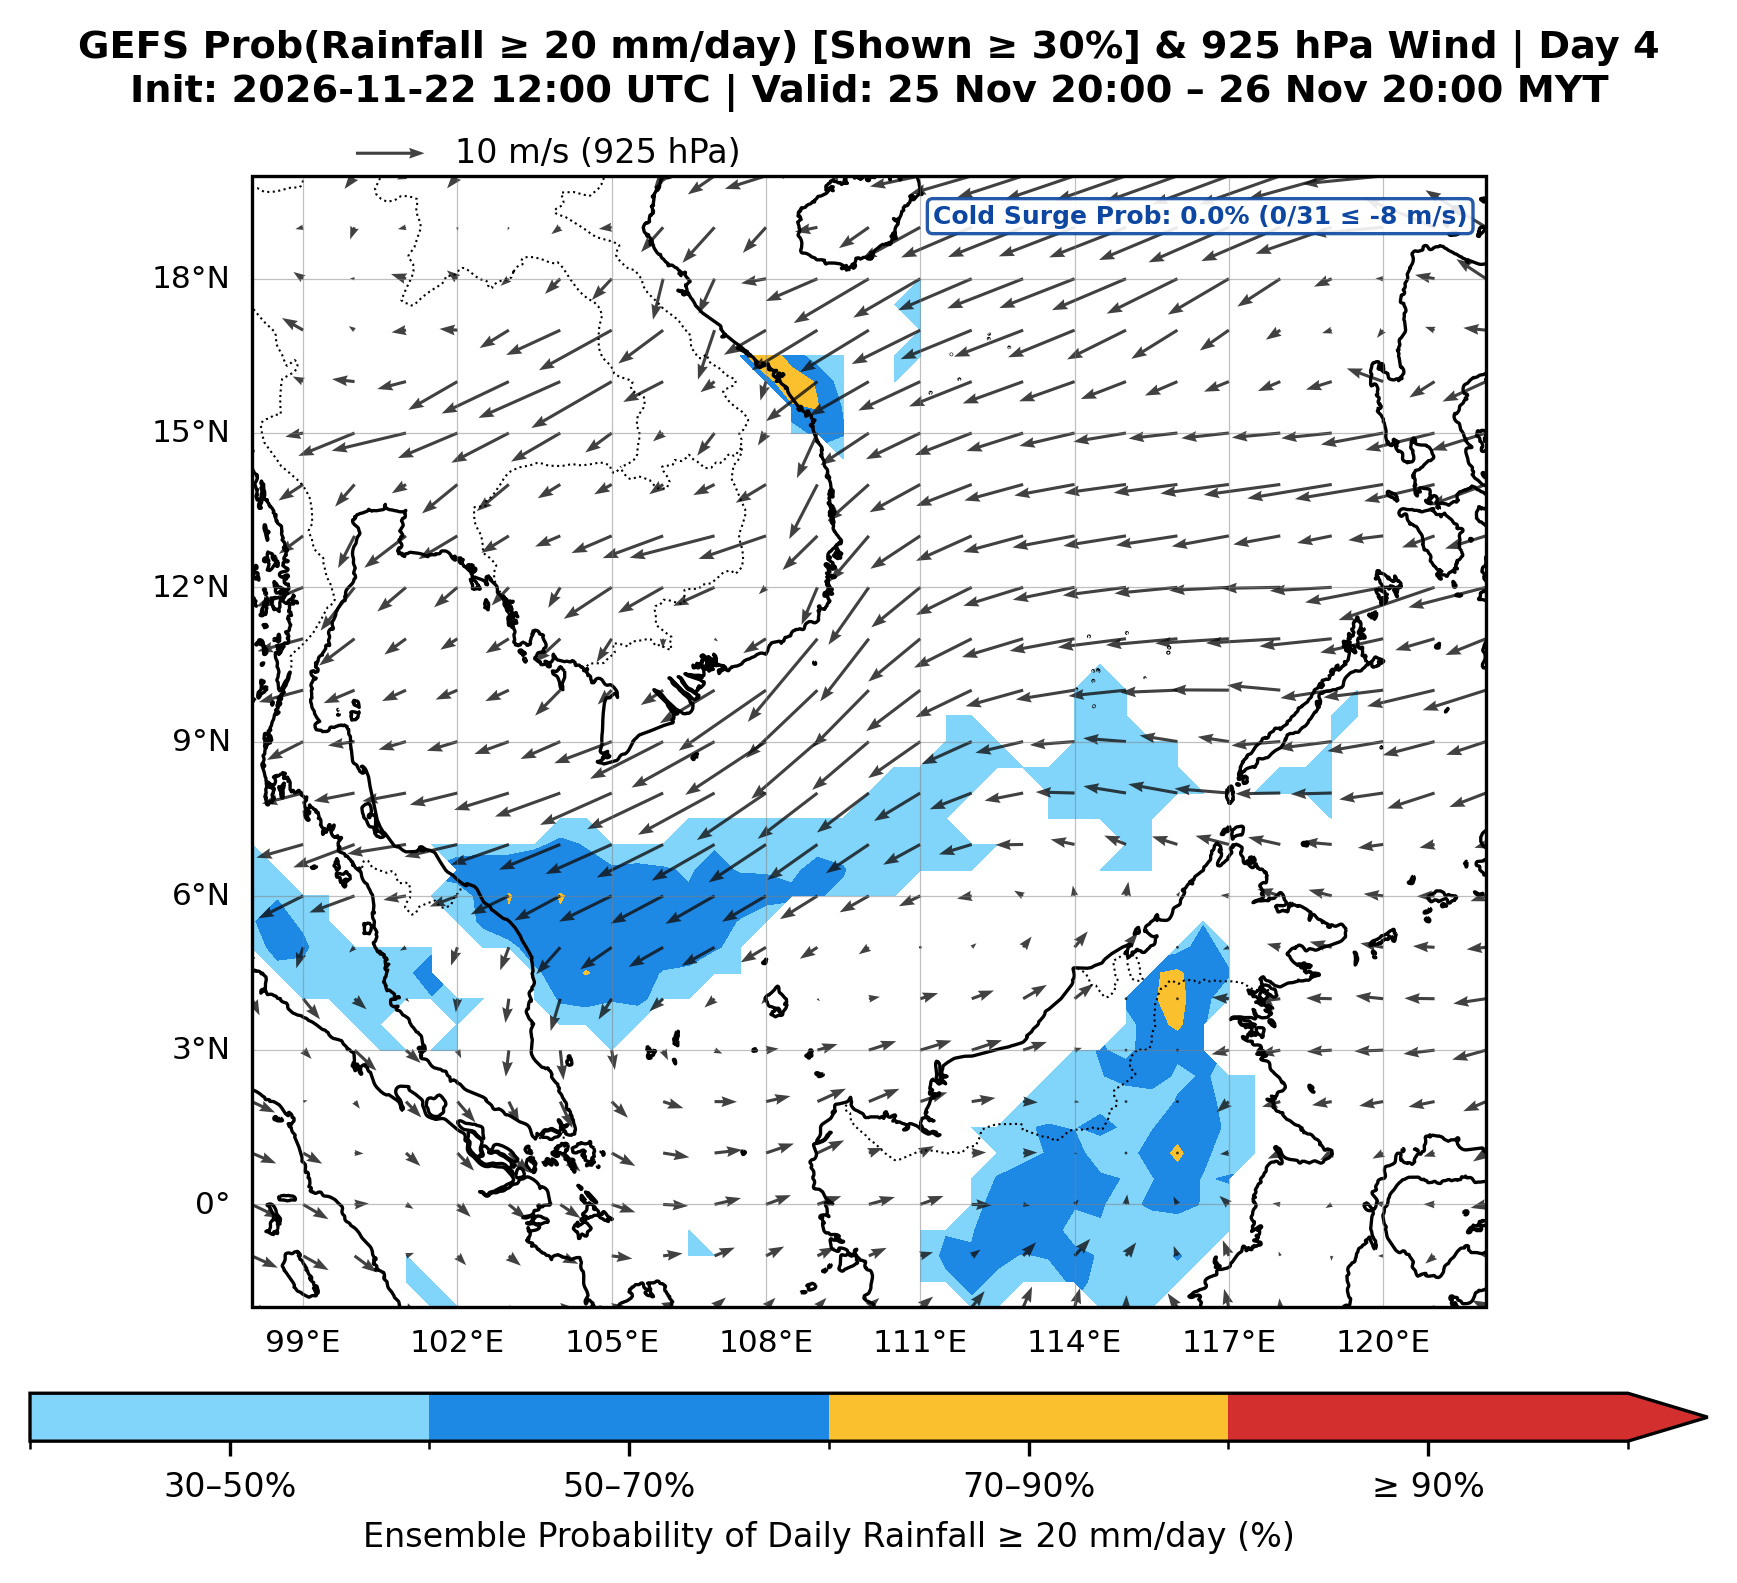 GEFS Prob(Rainfall ≥ 20 mm/day) [Shown ≥ 30%] & 925 hPa Wind | Day 4
Init: 2026-11-22 12:00 UTC | Valid: 25 Nov 20:00 – 26 Nov 20:00 MYT
10 m/s (925 hPa)
Cold Surge Prob: 0.0% (0/31 ≤ -8 m/s)
18°N
15°N
12°N
9°N
6°N
3°N
0°
99°E 102°E 105°E 108°E 111°E 114°E 117°E 120°E
30–50% 50–70% 70–90% ≥ 90%
Ensemble Probability of Daily Rainfall ≥ 20 mm/day (%)